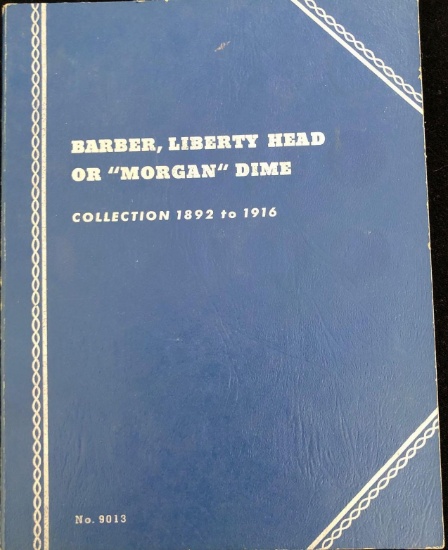 BARBER, LIBERTY HEAD
OR "MORGAN" DIME
COLLECTION 1892 to 1916
No. 9013